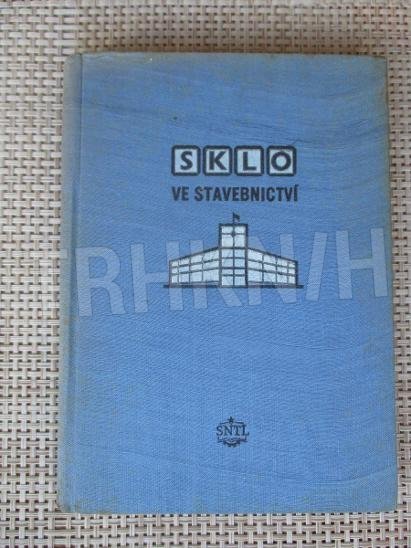 SKLO
VE STAVEBNICTVÍ
TRHKNIH
SNTL